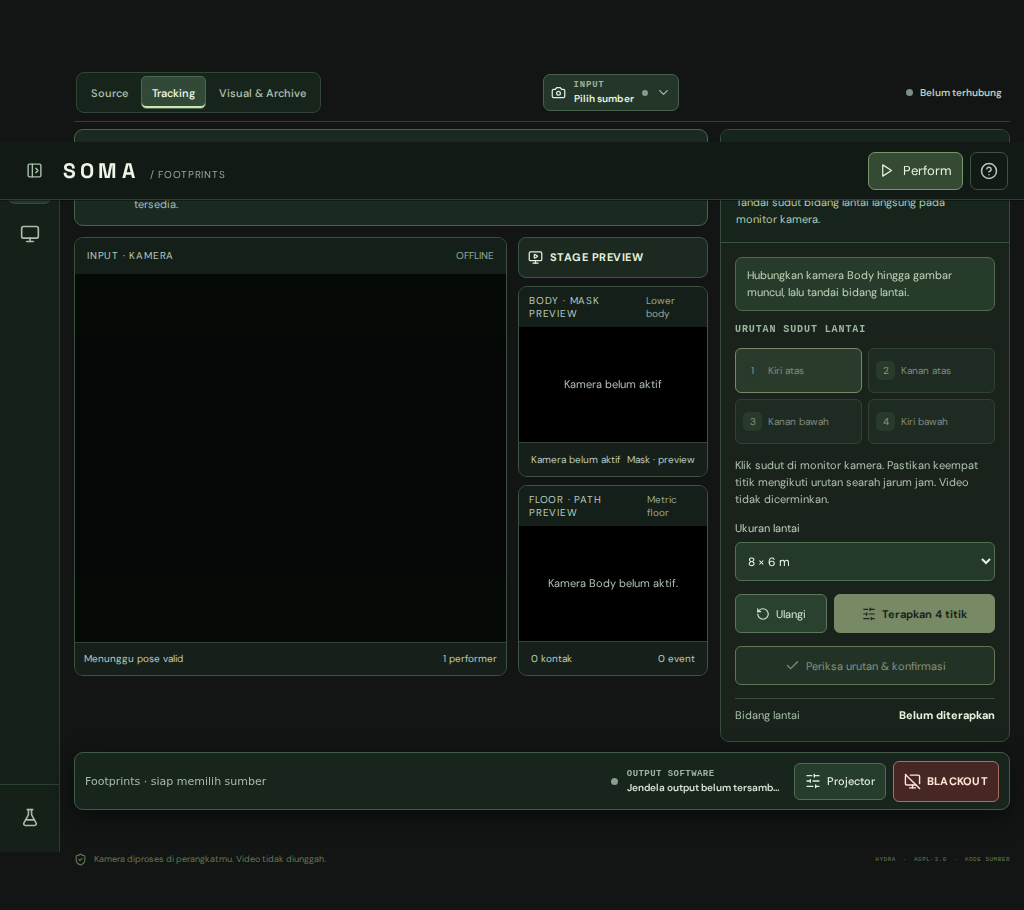 Source
Tracking
Visual & Archive
INPUT
Pilih sumber
Belum terhubung
SOMA
/ FOOTPRINTS
Perform
tersedia.
Tandai sudut bidang lantai langsung pada
monitor kamera.
INPUT · KAMERA
OFFLINE
STAGE PREVIEW
BODY · MASK
PREVIEW
Lower
body
Kamera belum aktif
Kamera belum aktif
Mask · preview
FLOOR · PATH
PREVIEW
Metric
floor
Kamera Body belum aktif.
0 kontak
0 event
Menunggu pose valid
1 performer
Hubungkan kamera Body hingga gambar
muncul, lalu tandai bidang lantai.
URUTAN SUDUT LANTAI
1 Kiri atas
2 Kanan atas
3 Kanan bawah
4 Kiri bawah
Klik sudut di monitor kamera. Pastikan keempat
titik mengikuti urutan searah jarum jam. Video
tidak dicerminkan.
Ukuran lantai
8 × 6 m
Ulangi
Terapkan 4 titik
Periksa urutan & konfirmasi
Bidang lantai
Belum diterapkan
Footprints · siap memilih sumber
OUTPUT SOFTWARE
Jendela output belum tersamb…
Projector
BLACKOUT
Kamera diproses di perangkatmu. Video tidak diunggah.
HYDRA · AGPL-3.0 · KODE SUMBER